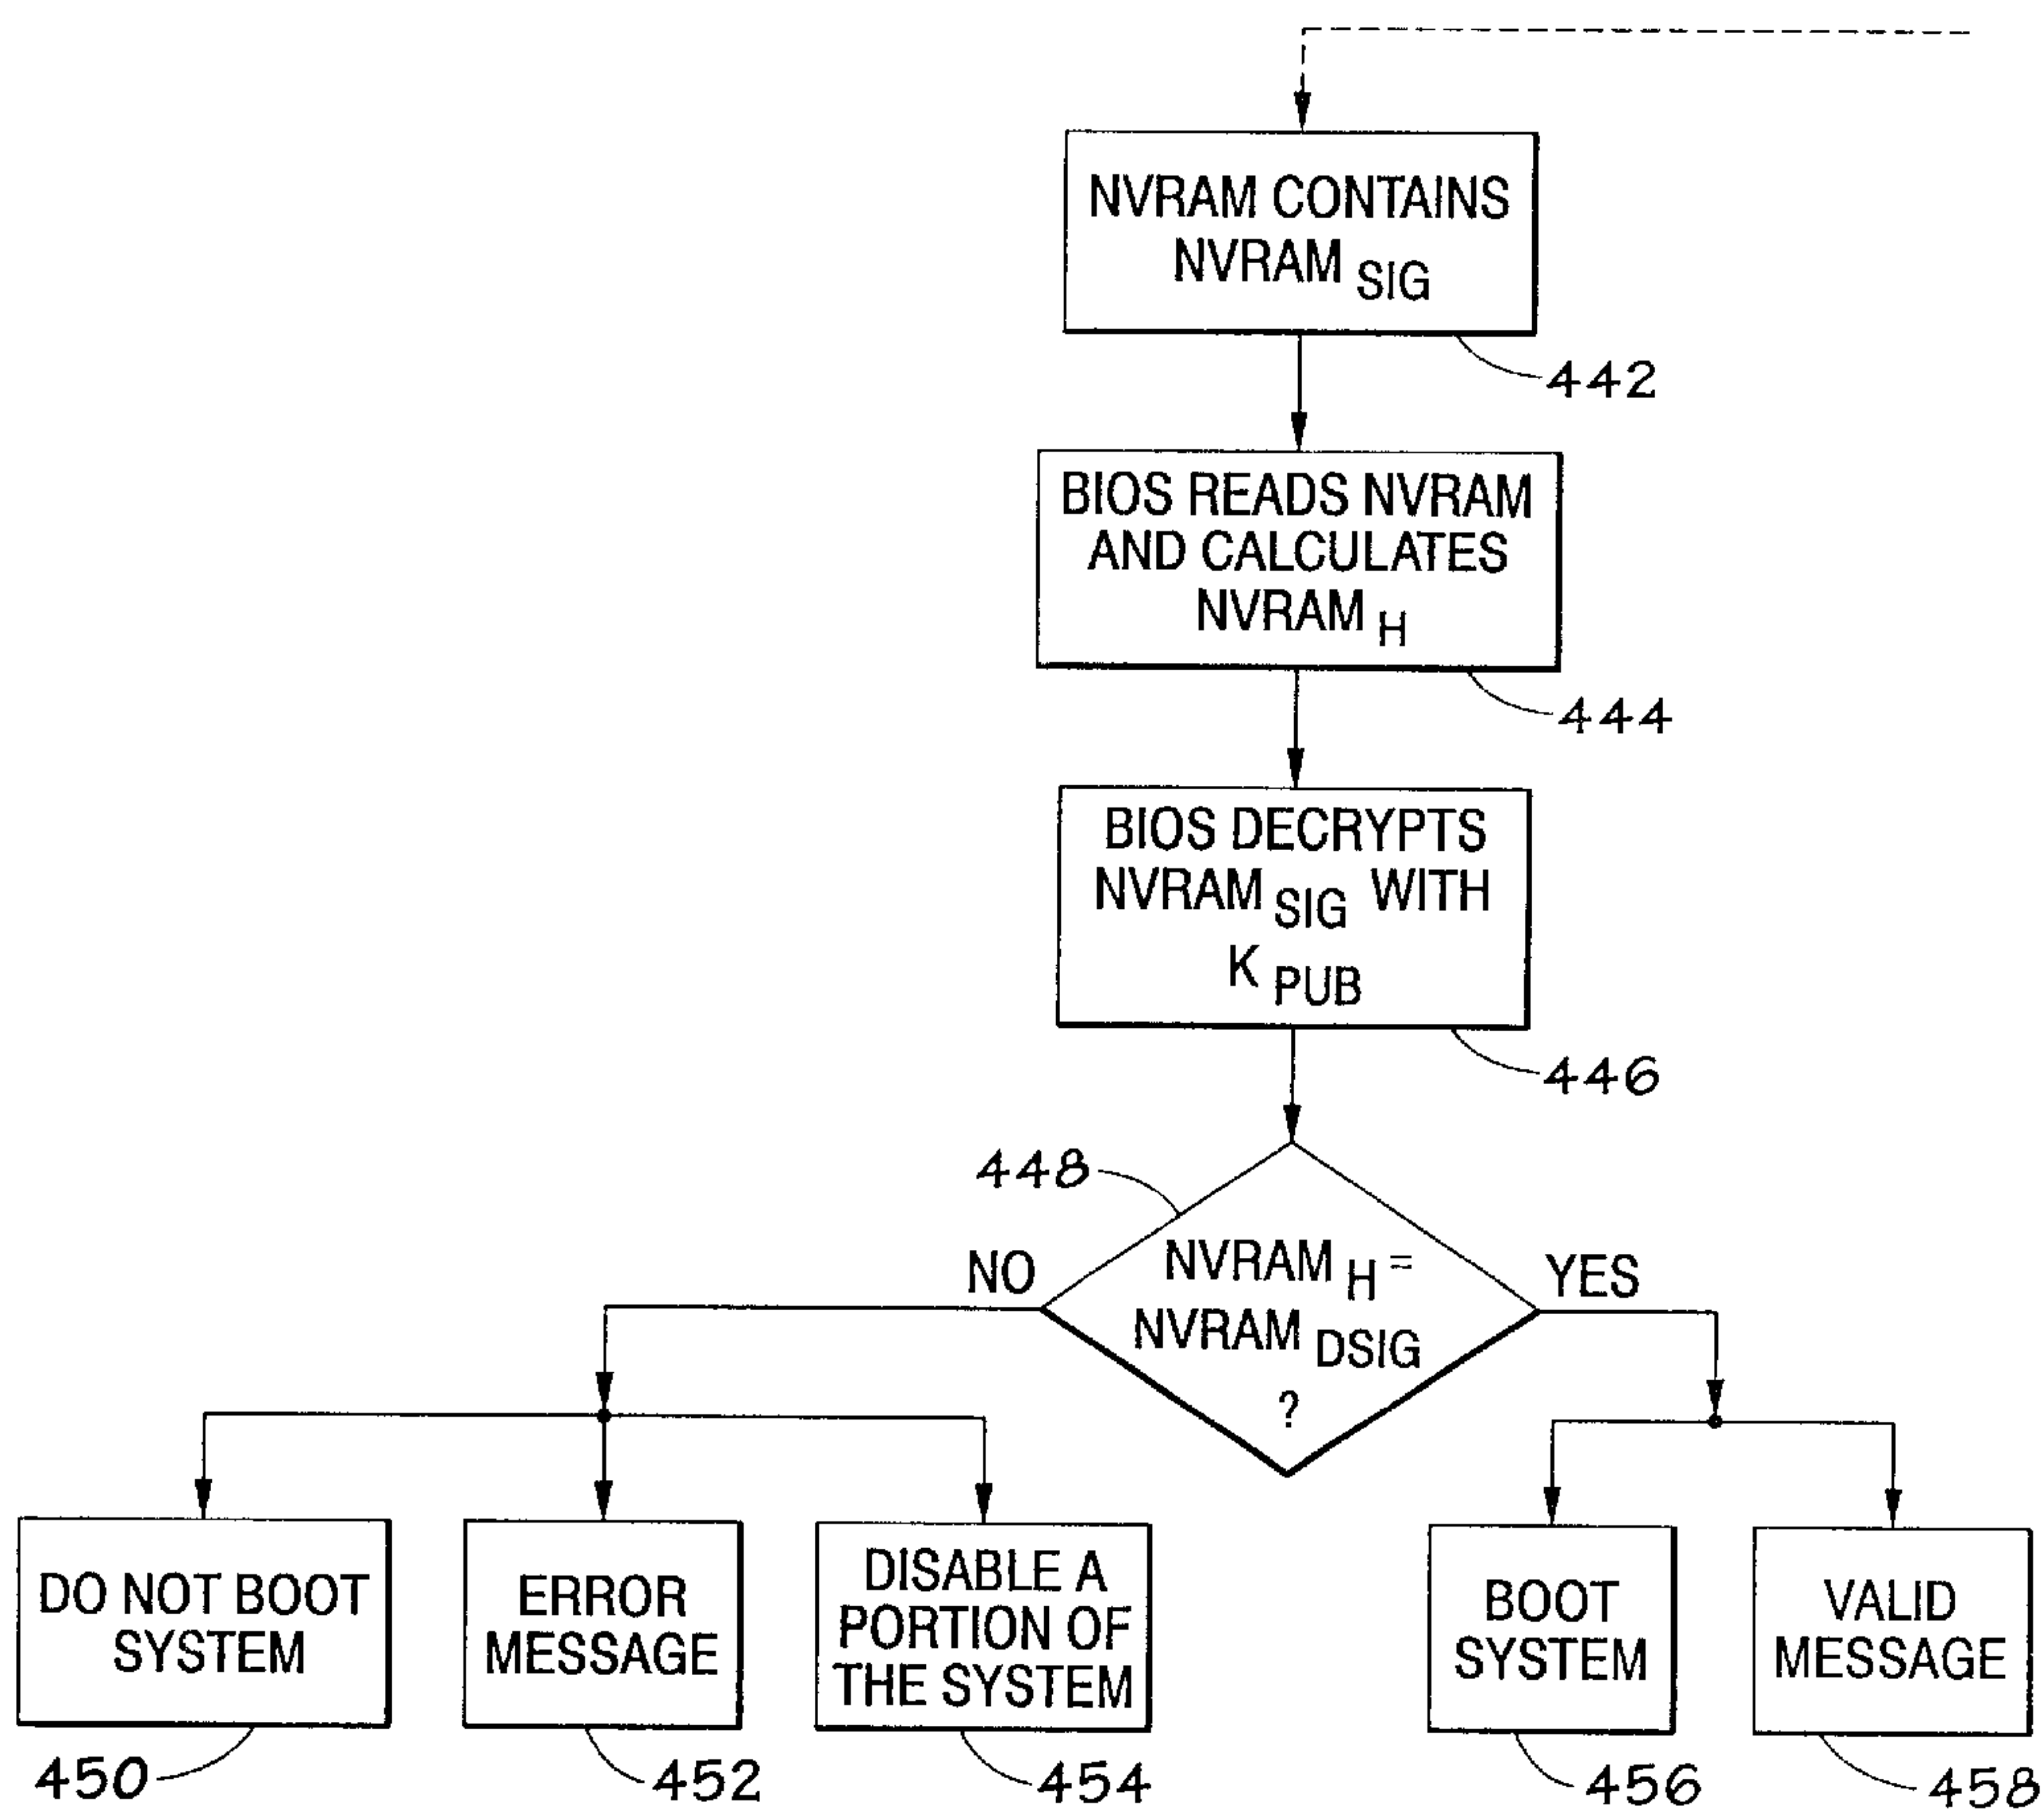 NVRAM CONTAINS
NVRAM SIG
442
BIOS READS NVRAM
AND CALCULATES
NVRAM H
444
BIOS DECRYPTS
NVRAM SIG WITH
K PUB
446
448
NO
NVRAM H =
NVRAM DSIG
?
YES
DO NOT BOOT
SYSTEM
450
ERROR
MESSAGE
452
DISABLE A
PORTION OF
THE SYSTEM
454
BOOT
SYSTEM
456
VALID
MESSAGE
458